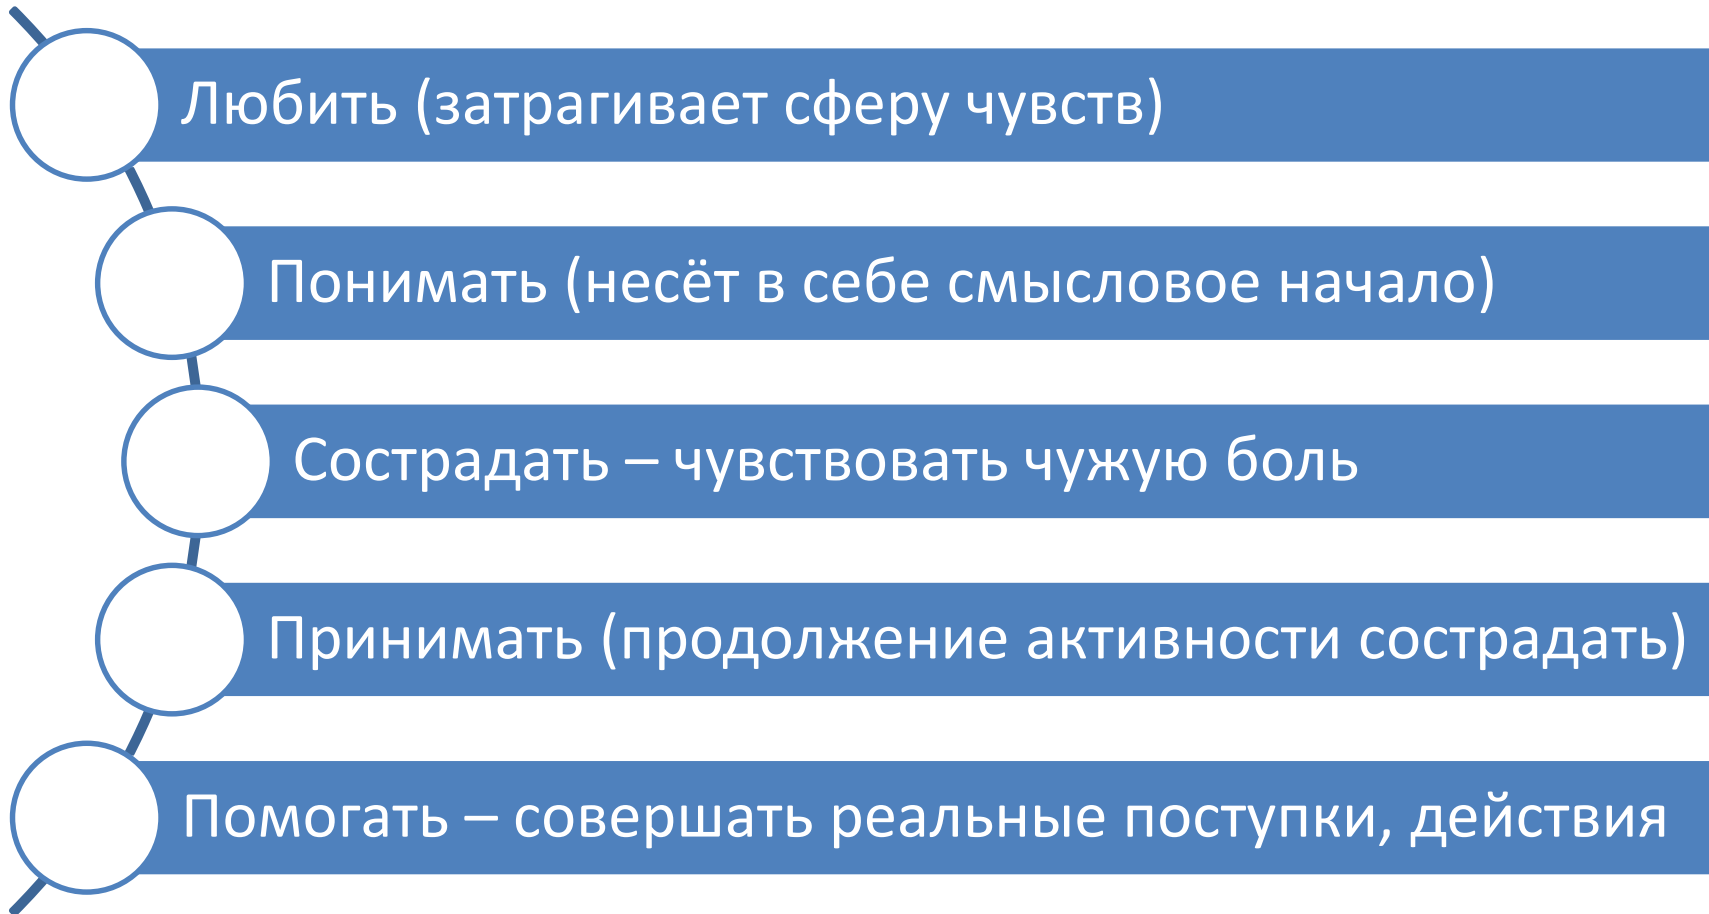 Любить (затрагивает сферу чувств)
Понимать (несёт в себе смысловое начало)
Сострадать – чувствовать чужую боль
Принимать (продолжение активности сострадать)
Помогать – совершать реальные поступки, действия